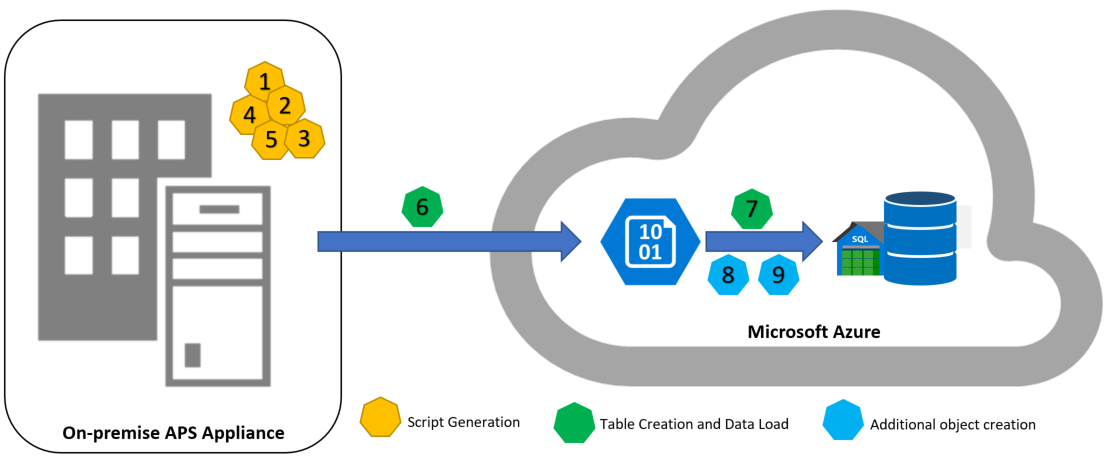 1
2
4
5
3
6
7
10
01
SQL
8
9
Microsoft Azure
On-premise APS Appliance
Script Generation
Table Creation and Data Load
Additional object creation